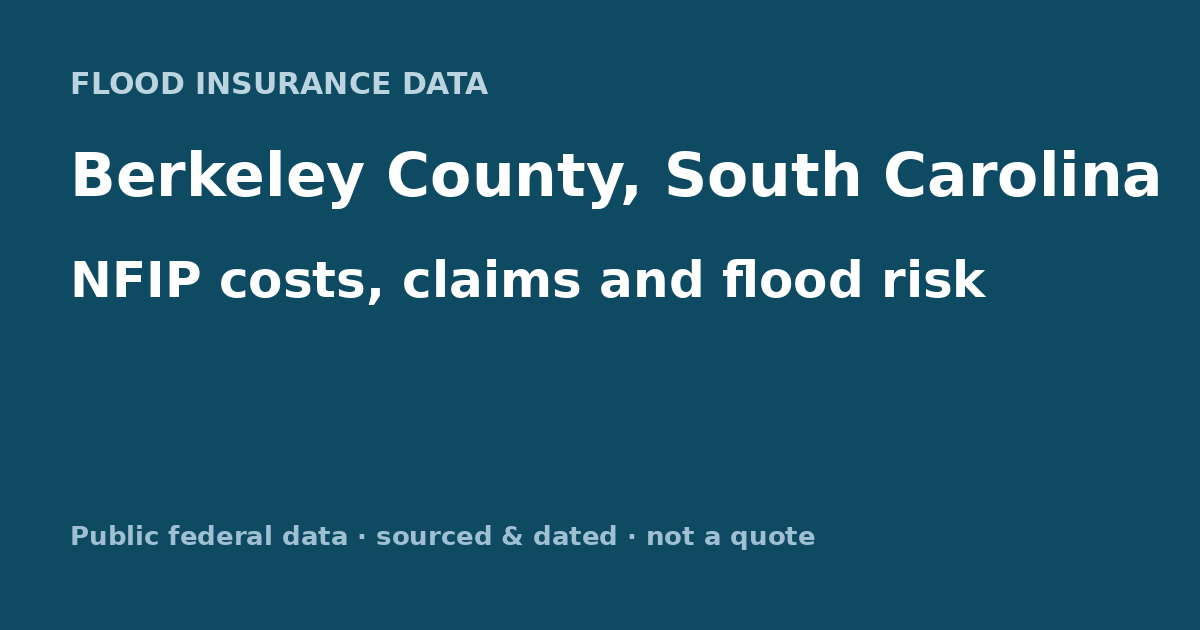 FLOOD INSURANCE DATA
Berkeley County, South Carolina
NFIP costs, claims and flood risk
Public federal data · sourced & dated · not a quote